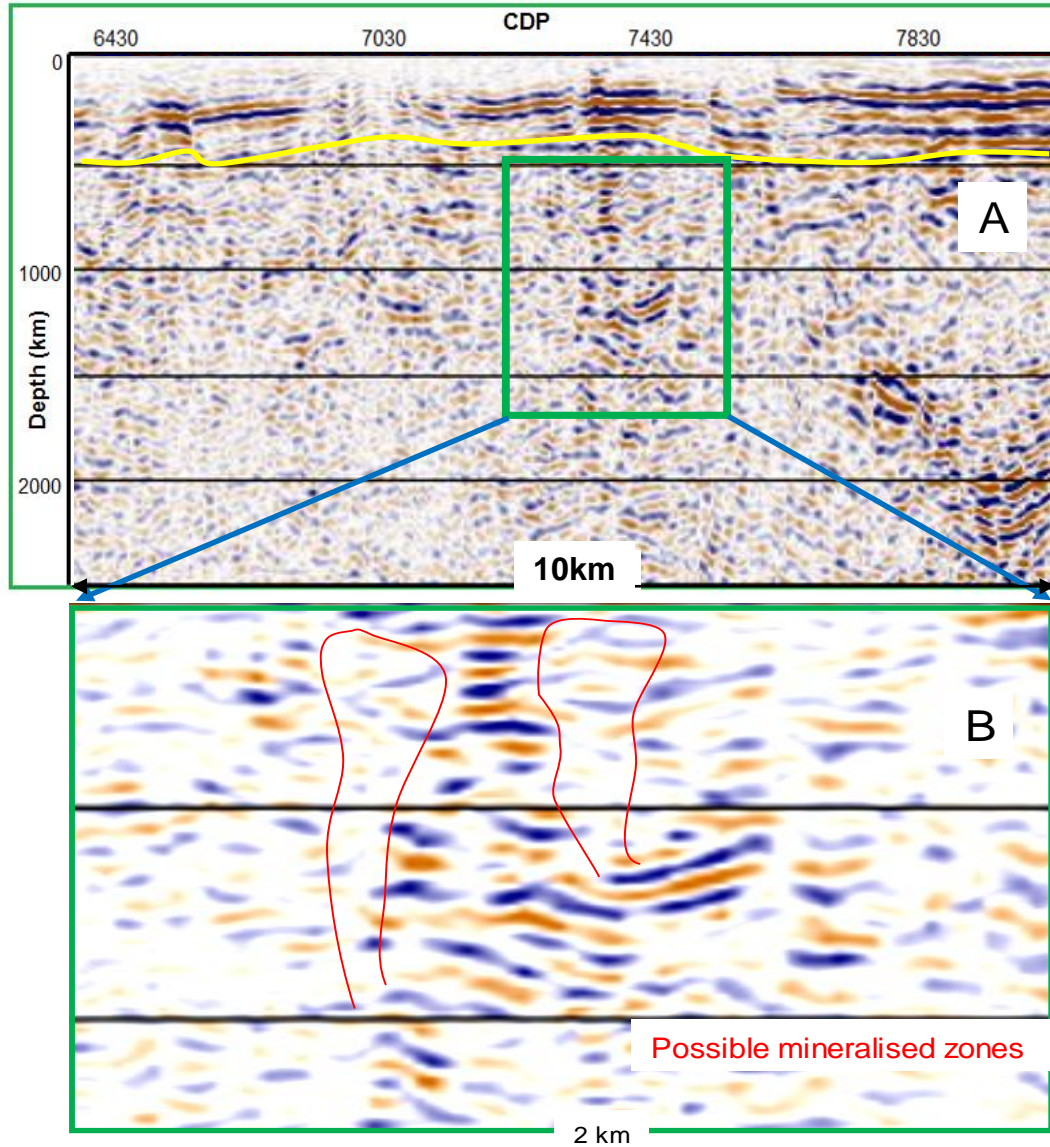 CDP
6430 7030 7430 7830
0
A
1000
Depth (km)
2000
10km
B
Possible mineralised zones
2 km